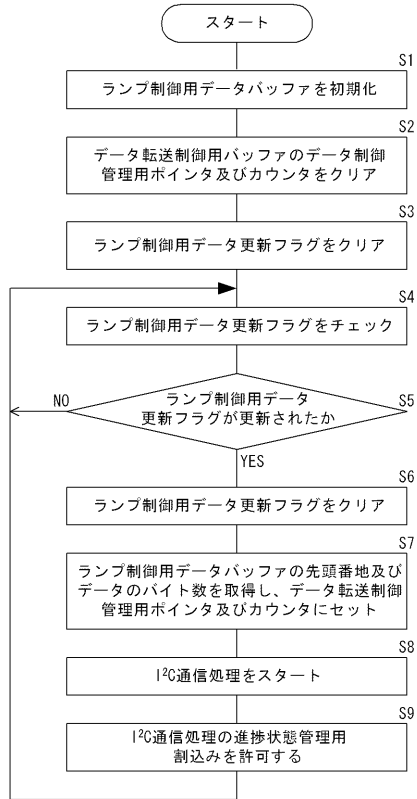 スタート
S1
ランプ制御用データバッファを初期化
S2
データ転送制御用バッファのデータ制御
管理用ポインタ及びカウンタをクリア
S3
ランプ制御用データ更新フラグをクリア
S4
ランプ制御用データ更新フラグをチェック
S5
ランプ制御用データ
更新フラグが更新されたか
NO
YES
S6
ランプ制御用データ更新フラグをクリア
S7
ランプ制御用データバッファの先頭番地及び
データのバイト数を取得し、データ転送制御
管理用ポインタ及びカウンタにセット
S8
I²C通信処理をスタート
S9
I²C通信処理の進捗状態管理用
割込みを許可する